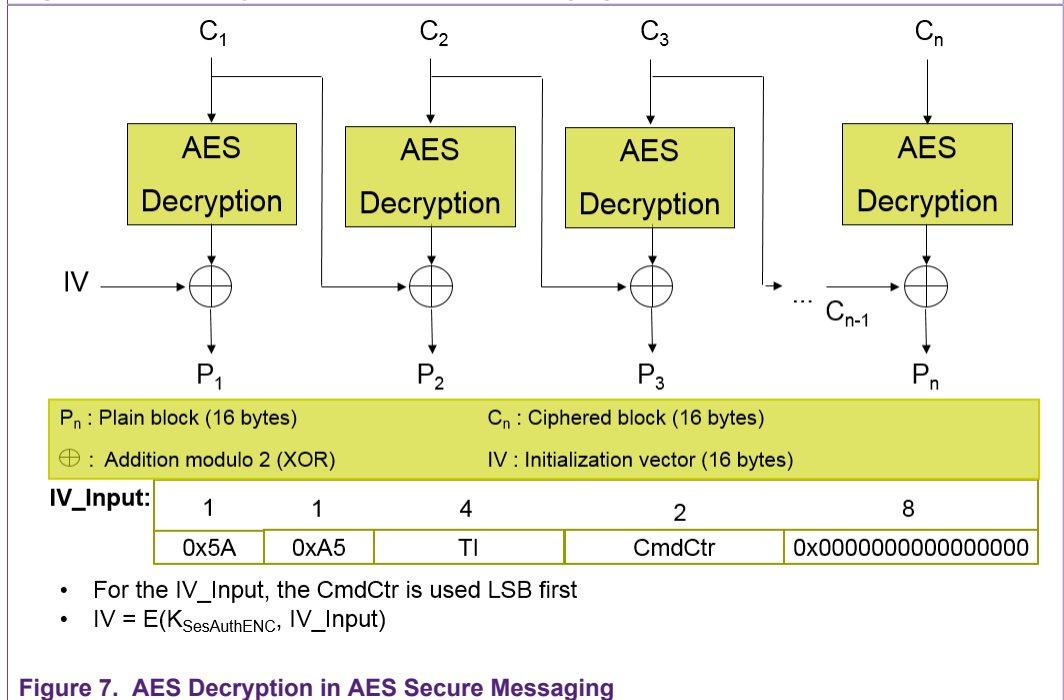 C1 C2 C3 Cn
AES AES AES AES
Decryption Decryption Decryption Decryption
IV
... Cn-1
P1 P2 P3 Pn
Pn : Plain block (16 bytes) Cn : Ciphered block (16 bytes)
⊕ : Addition modulo 2 (XOR) IV : Initialization vector (16 bytes)
IV_Input: 1 1 4 2 8
0x5A 0xA5 TI CmdCtr 0x0000000000000000
• For the IV_Input, the CmdCtr is used LSB first
• IV = E(KSesAuthENC, IV_Input)
Figure 7. AES Decryption in AES Secure Messaging